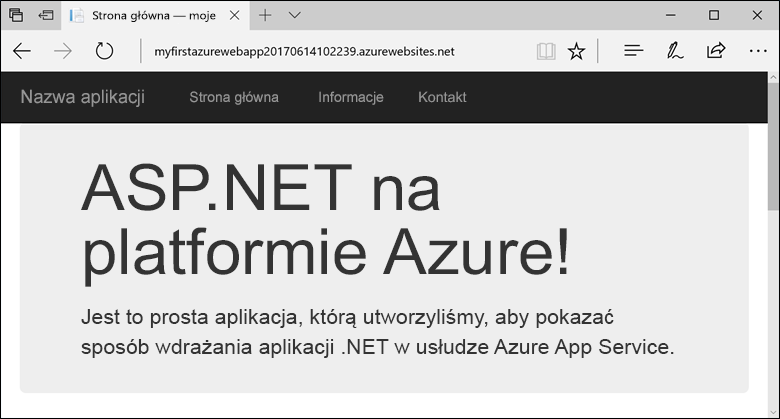 Strona główna — moje
myfirstazurewebapp20170614102239.azurewebsites.net
Nazwa aplikacji Strona główna Informacje Kontakt
ASP.NET na
platformie Azure!
Jest to prosta aplikacja, którą utworzyliśmy, aby pokazać
sposób wdrażania aplikacji .NET w usłudze Azure App Service.